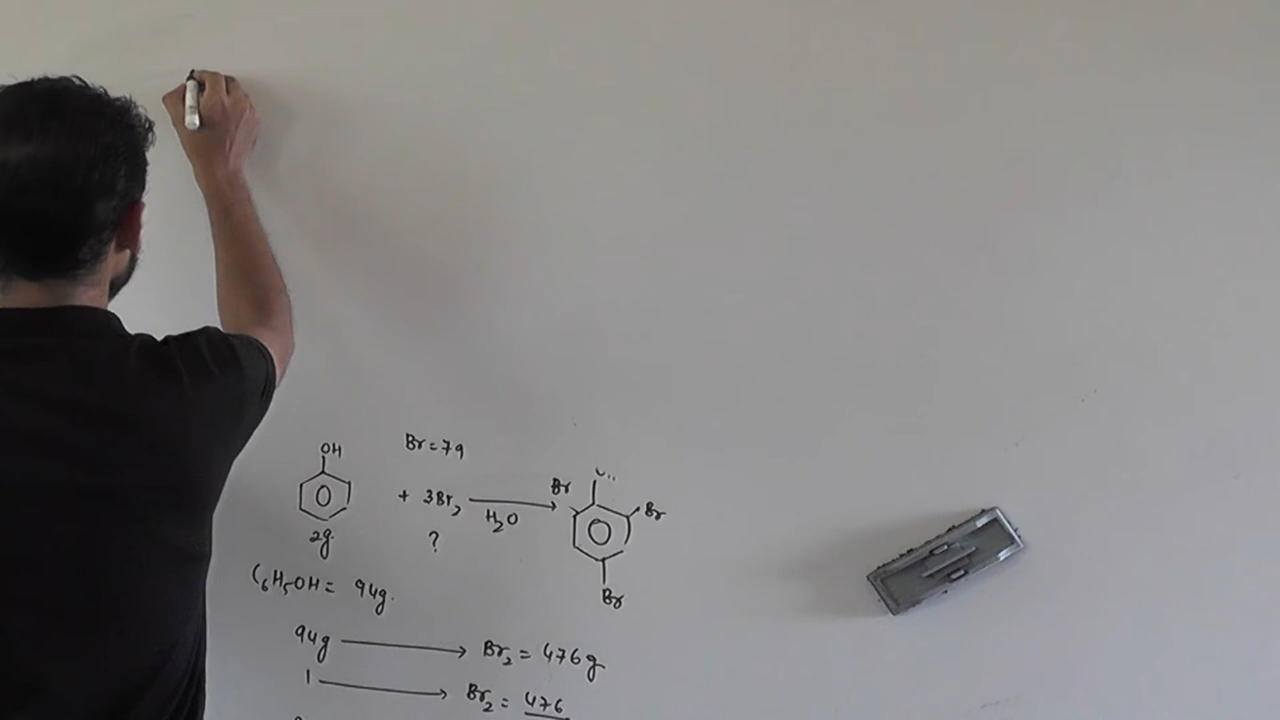 OH
Br = 79
Br
+ 3Br₂ → Br
H₂O
2g
?
C₆H₅OH = 94g.
Br
94g → Br₂ = 476g
1 → Br₂ = 476